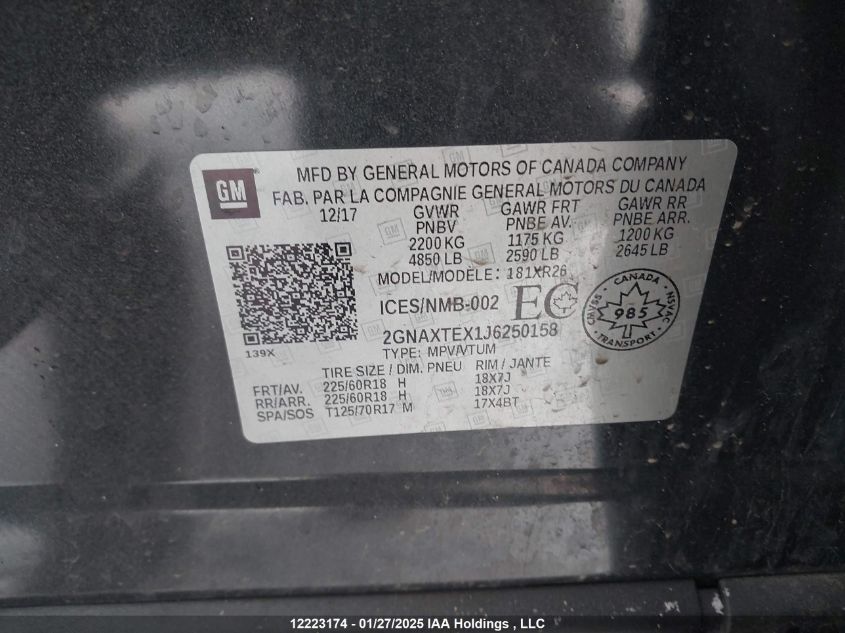 GM
MFD BY GENERAL MOTORS OF CANADA COMPANY
FAB. PAR LA COMPAGNIE GENERAL MOTORS DU CANADA
12/17 GVWR GAWR FRT GAWR RR
PNBV PNBE AV. PNBE ARR.
2200 KG 1175 KG 1200 KG
4850 LB 2590 LB 2645 LB
MODEL/MODELE: 181XR26
ICES/NMB-002 EC
CANADA
CMVSS 985 NSVAC
TRANSPORT
2GNAXTEX1J6250158
139X TYPE: MPV/VTUM
TIRE SIZE / DIM. PNEU RIM / JANTE
FRT/AV. 225/60R18 H 18X7J
RR/ARR. 225/60R18 H 18X7J
SPA/SOS T125/70R17 M 17X4BT
12223174 - 01/27/2025 IAA Holdings, LLC